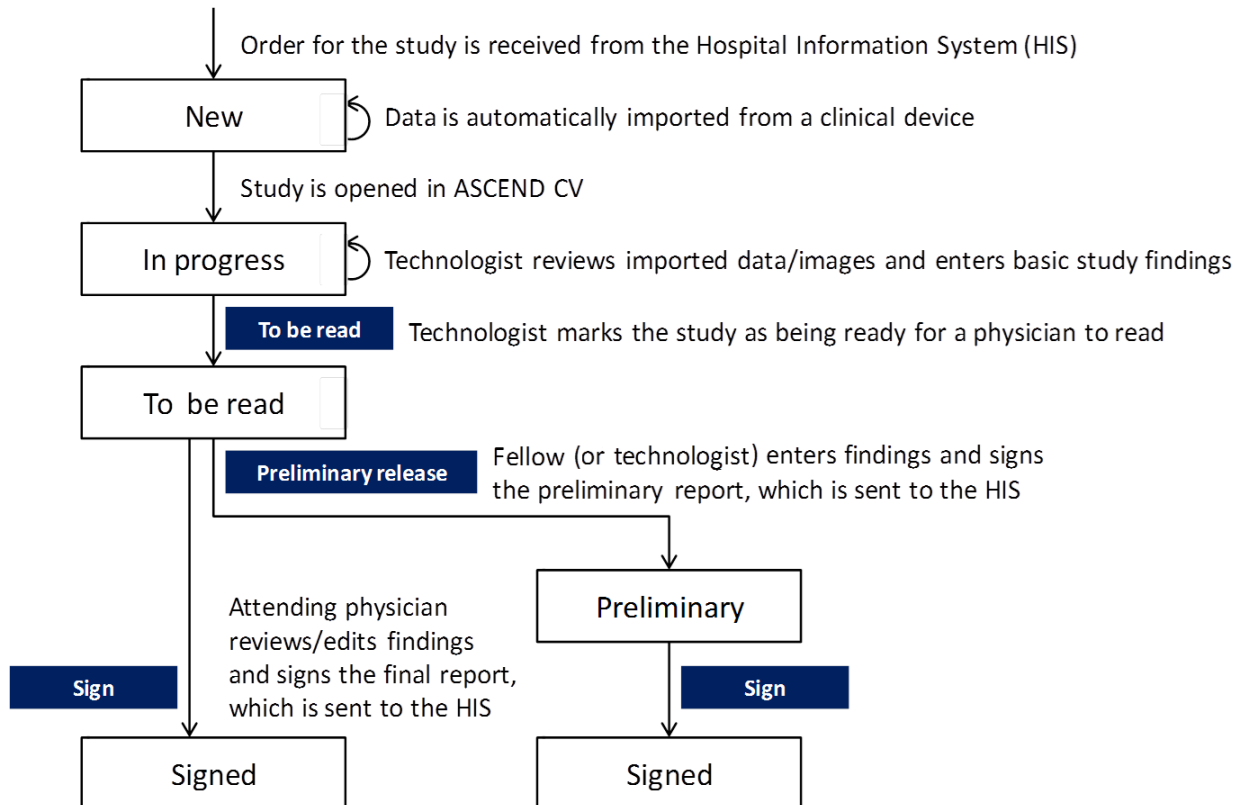 Order for the study is received from the Hospital Information System (HIS)
New
Data is automatically imported from a clinical device
Study is opened in ASCEND CV
In progress
Technologist reviews imported data/images and enters basic study findings
To be read
Technologist marks the study as being ready for a physician to read
To be read
Preliminary release
Fellow (or technologist) enters findings and signs
the preliminary report, which is sent to the HIS
Attending physician
reviews/edits findings
and signs the final report,
which is sent to the HIS
Preliminary
Sign
Sign
Signed
Signed